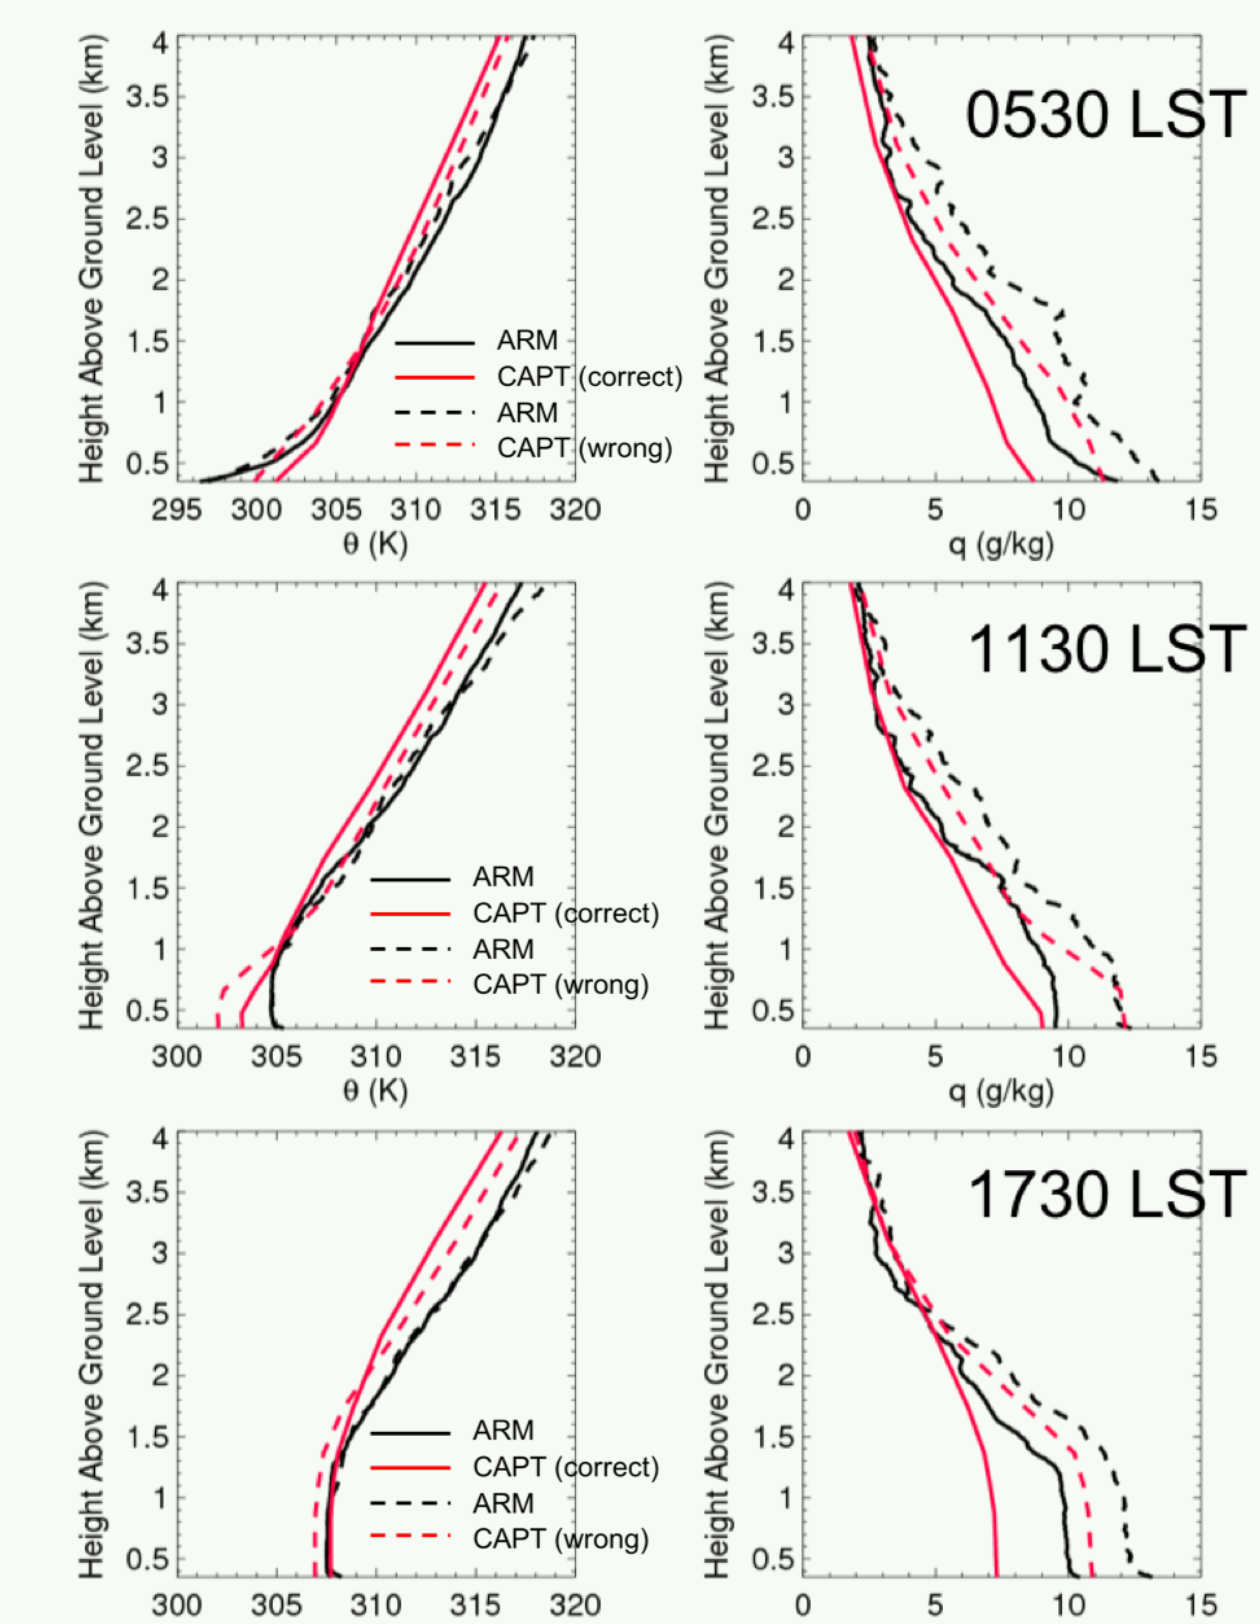 Height Above Ground Level (km)
4
3.5
3
2.5
2
1.5
1
0.5
295 300 305 310 315 320
θ (K)
ARM
CAPT (correct)
ARM
CAPT (wrong)
Height Above Ground Level (km)
4
3.5
3
2.5
2
1.5
1
0.5
0 5 10 15
q (g/kg)
0530 LST
Height Above Ground Level (km)
4
3.5
3
2.5
2
1.5
1
0.5
300 305 310 315 320
θ (K)
ARM
CAPT (correct)
ARM
CAPT (wrong)
Height Above Ground Level (km)
4
3.5
3
2.5
2
1.5
1
0.5
0 5 10 15
q (g/kg)
1130 LST
Height Above Ground Level (km)
4
3.5
3
2.5
2
1.5
1
0.5
300 305 310 315 320
ARM
CAPT (correct)
ARM
CAPT (wrong)
Height Above Ground Level (km)
4
3.5
3
2.5
2
1.5
1
0.5
0 5 10 15
1730 LST